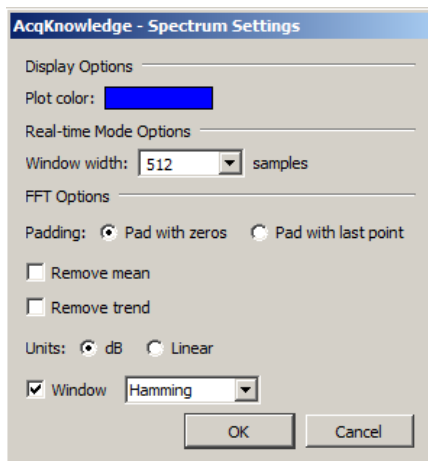 AcqKnowledge - Spectrum Settings
Display Options
Plot color:
Real-time Mode Options
Window width: 512 samples
FFT Options
Padding: Pad with zeros Pad with last point
Remove mean
Remove trend
Units: dB Linear
Window Hamming
OK Cancel